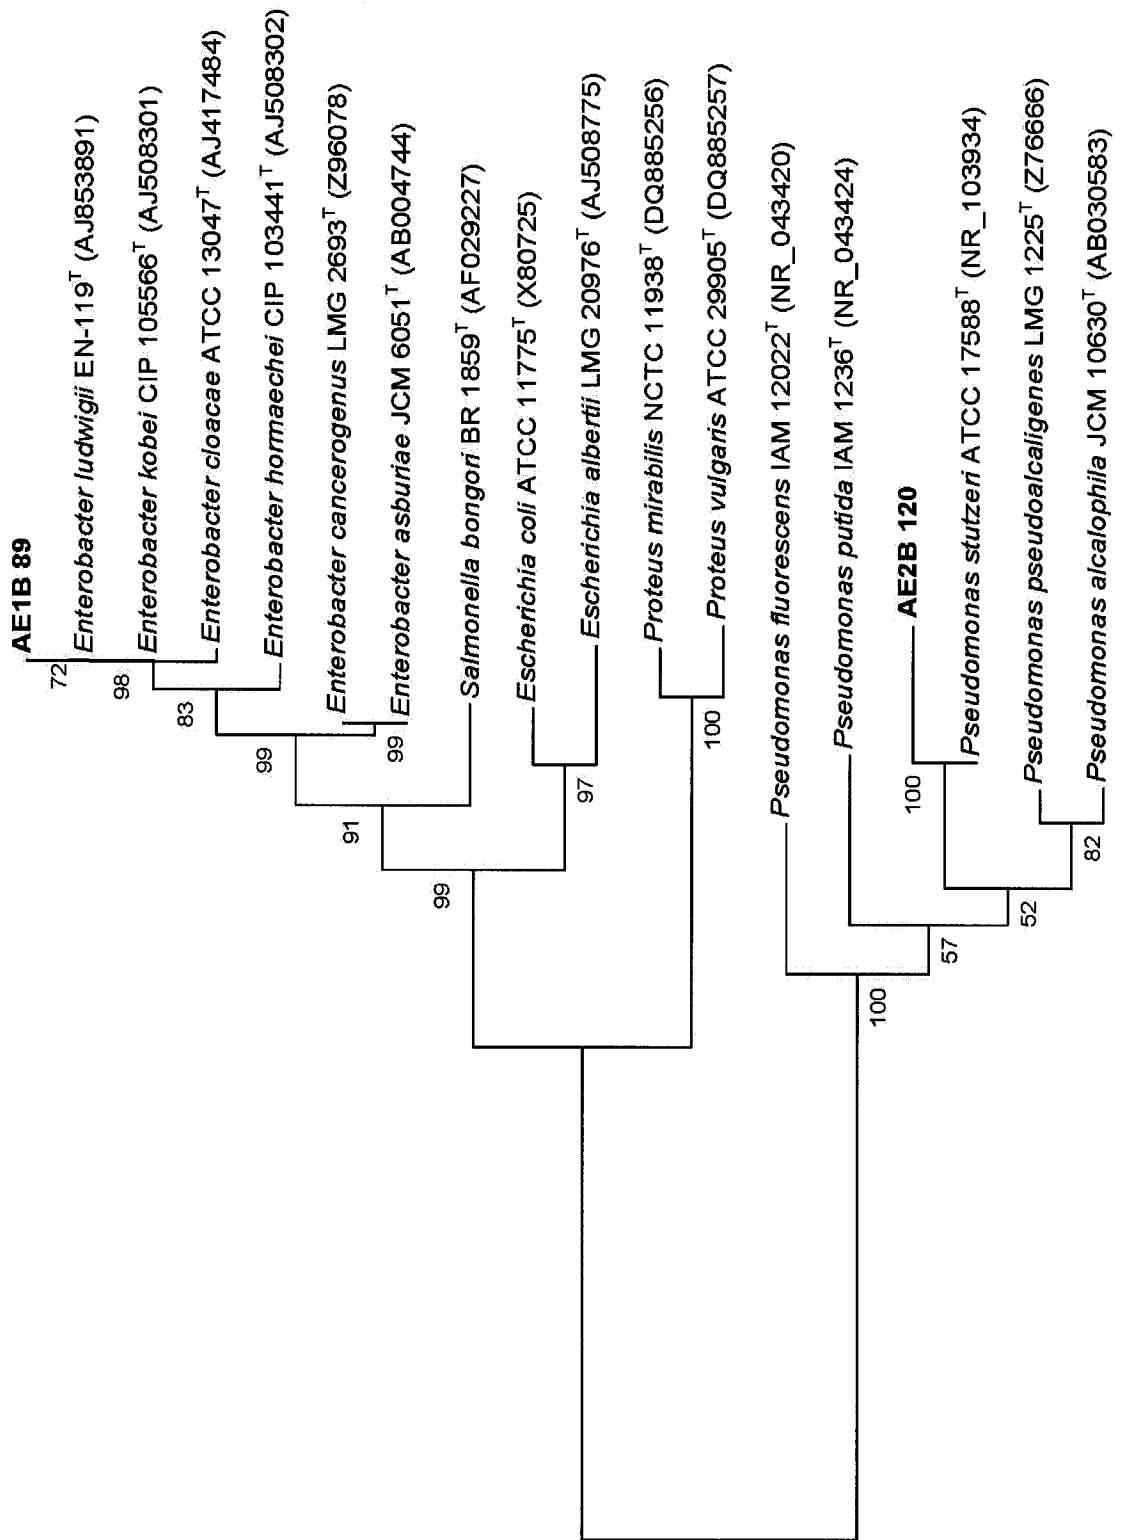 AE1B 89
Enterobacter ludwigii EN-119ᵀ (AJ853891)
Enterobacter kobei CIP 105566ᵀ (AJ508301)
Enterobacter cloacae ATCC 13047ᵀ (AJ417484)
Enterobacter hormaechei CIP 103441ᵀ (AJ508302)
Enterobacter cancerogenus LMG 2693ᵀ (Z96078)
Enterobacter asburiae JCM 6051ᵀ (AB004744)
Salmonella bongori BR 1859ᵀ (AF029227)
Escherichia coli ATCC 11775ᵀ (X80725)
Escherichia albertii LMG 20976ᵀ (AJ508775)
Proteus mirabilis NCTC 11938ᵀ (DQ885256)
Proteus vulgaris ATCC 29905ᵀ (DQ885257)
Pseudomonas fluorescens IAM 12022ᵀ (NR_043420)
Pseudomonas putida IAM 1236ᵀ (NR_043424)
AE2B 120
Pseudomonas stutzeri ATCC 17588ᵀ (NR_103934)
Pseudomonas pseudoalcaligenes LMG 1225ᵀ (Z76666)
Pseudomonas alcalophila JCM 10630ᵀ (AB030583)
72
98
83
99
99
91
99
97
100
100
57
52
100
82